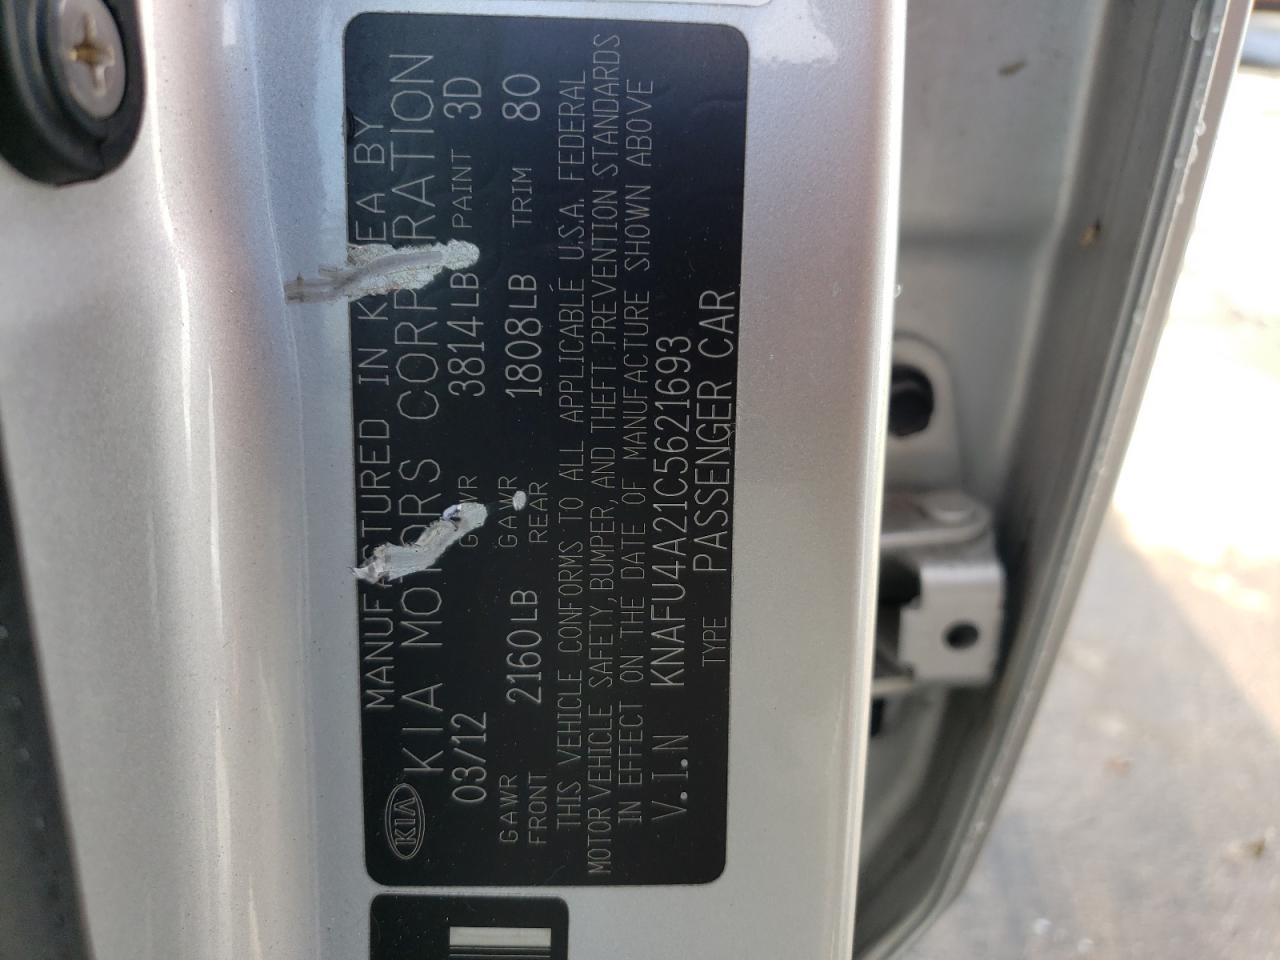 KIA MANUFACTURED IN KOREA BY
KIA MOTORS CORPORATION
03/12 GVWR 3814LB PAINT 3D
GAWR FRONT 2160LB GAWR REAR 1808LB TRIM 80
THIS VEHICLE CONFORMS TO ALL APPLICABLE U.S.A. FEDERAL
MOTOR VEHICLE SAFETY, BUMPER, AND THEFT PREVENTION STANDARDS
IN EFFECT ON THE DATE OF MANUFACTURE SHOWN ABOVE
V.I.N KNAFU4A21C5621693
TYPE PASSENGER CAR